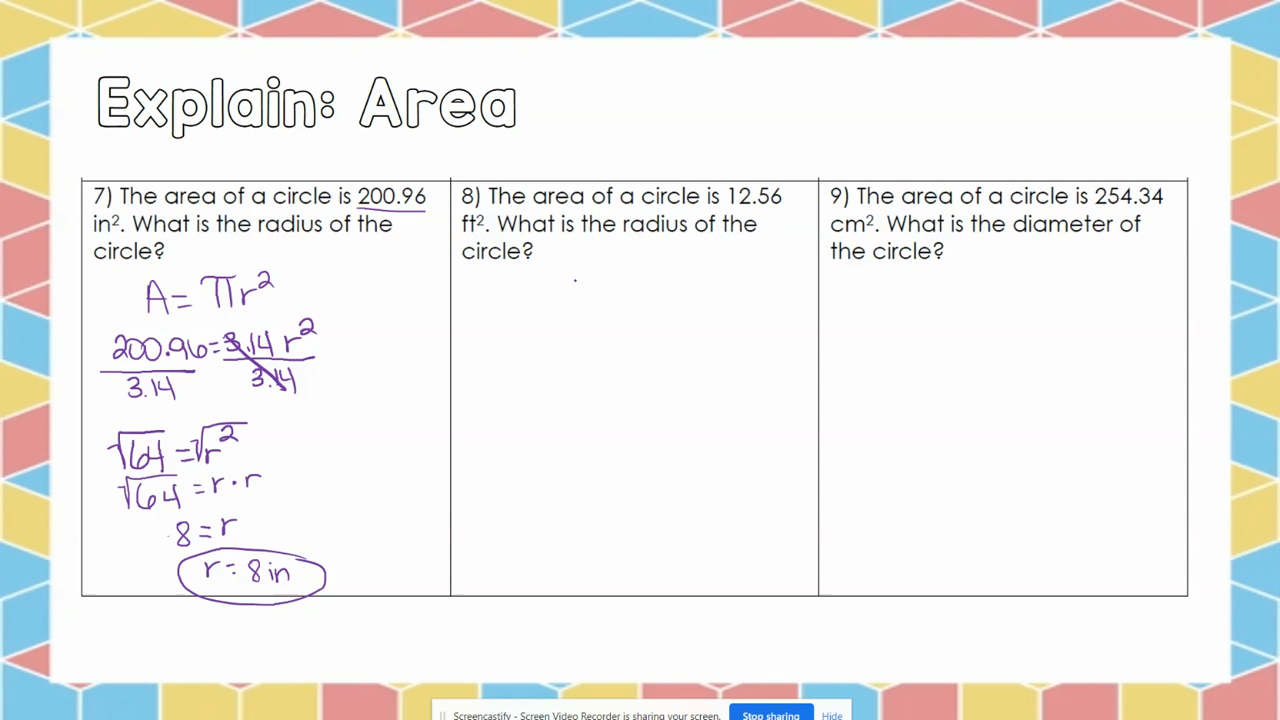 Explain: Area
7) The area of a circle is 200.96
in². What is the radius of the
circle?
A = πr²
200.96 = 3.14 r²
3.14 3.14
√64 = √r²
√64 = r · r
8 = r
r = 8 in
8) The area of a circle is 12.56
ft². What is the radius of the
circle?
9) The area of a circle is 254.34
cm². What is the diameter of
the circle?
Screencastify - Screen Video Recorder is sharing your screen.
Stop sharing
Hide